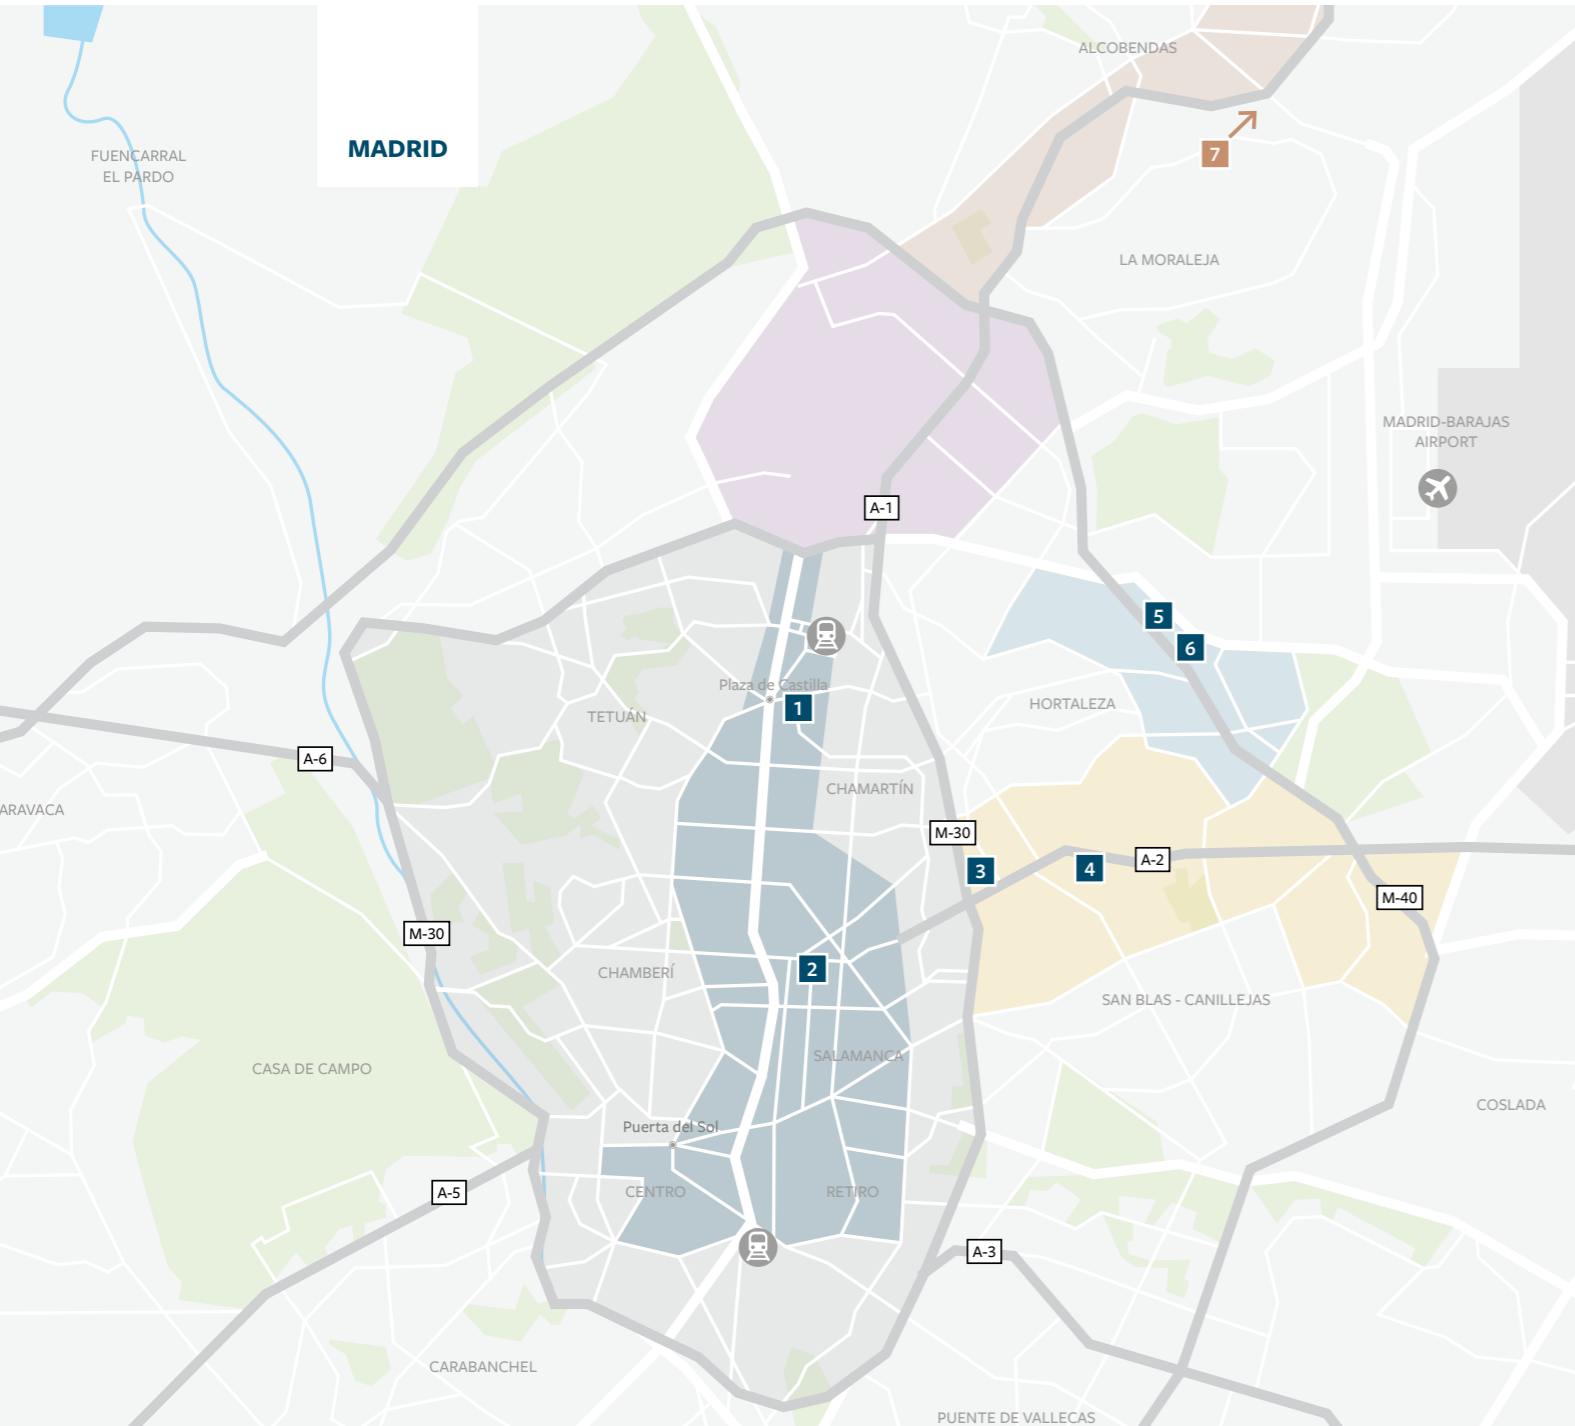 ALCOBENDAS
MADRID
FUENCARRAL
EL PARDO
7
LA MORALEJA
MADRID-BARAJAS
AIRPORT
A-1
5
6
Plaza de Castilla
1
TETUÁN
HORTALEZA
A-6
CHAMARTÍN
ARAVACA
M-30
3
4
A-2
M-40
M-30
2
CHAMBERÍ
SAN BLAS - CANILLEJAS
SALAMANCA
CASA DE CAMPO
COSLADA
Puerta del Sol
A-5
CENTRO
RETIRO
A-3
CARABANCHEL
PUENTE DE VALLECAS